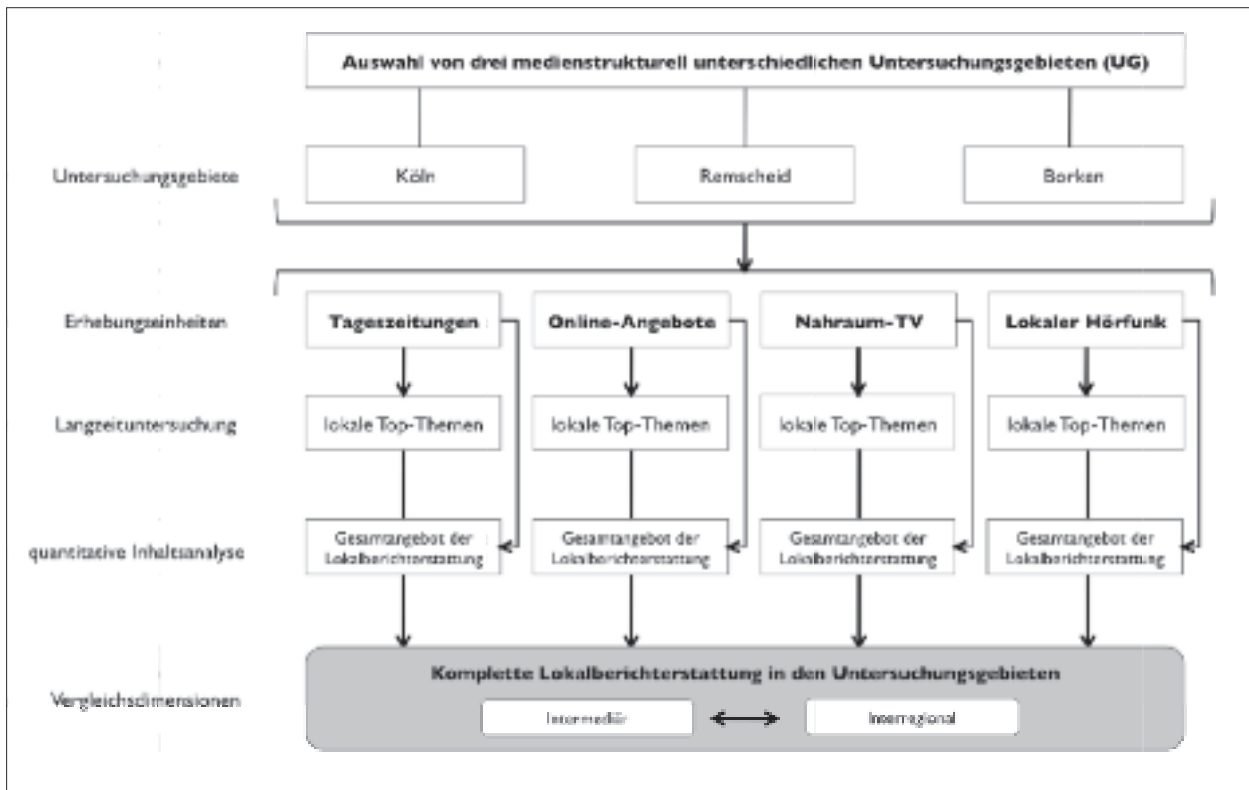 Auswahl von drei medienstrukturell unterschiedlichen Untersuchungsgebieten (UG)
Untersuchungsgebiete
Köln
Remscheid
Borken
Erhebungseinheiten
Tageszeitungen
Online-Angebote
Nahraum-TV
Lokaler Hörfunk
Langzeituntersuchung
lokale Top-Themen
lokale Top-Themen
lokale Top-Themen
lokale Top-Themen
quantitative Inhaltsanalyse
Gesamtangebot der
Lokalberichterstattung
Gesamtangebot der
Lokalberichterstattung
Gesamtangebot der
Lokalberichterstattung
Gesamtangebot der
Lokalberichterstattung
Komplette Lokalberichterstattung in den Untersuchungsgebieten
Vergleichsdimensionen
Intermediär
Interregional